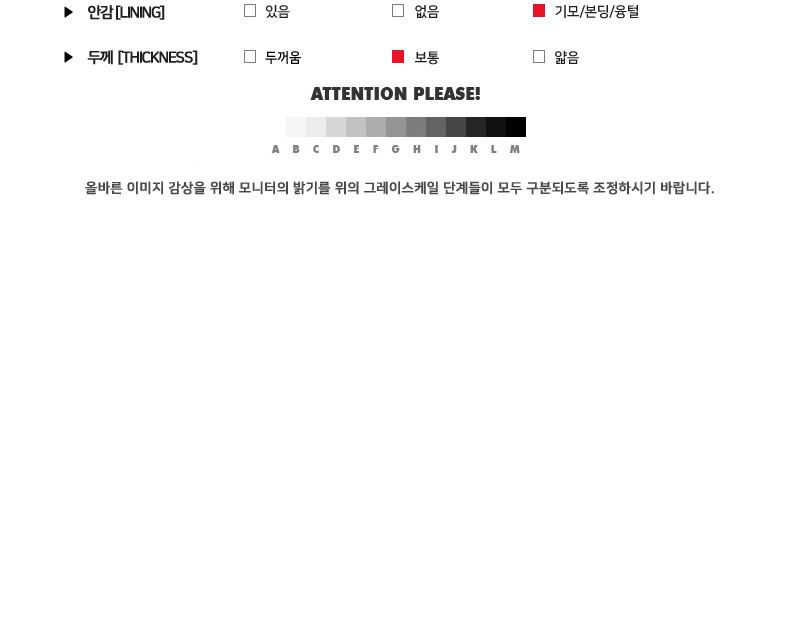 ▶ 안감 [LINING] □ 있음 □ 없음 ■ 기모/본딩/융털
▶ 두께 [THICKNESS] □ 두꺼움 ■ 보통 □ 얇음
ATTENTION PLEASE!
A B C D E F G H I J K L M
올바른 이미지 감상을 위해 모니터의 밝기를 위의 그레이스케일 단계들이 모두 구분되도록 조정하시기 바랍니다.